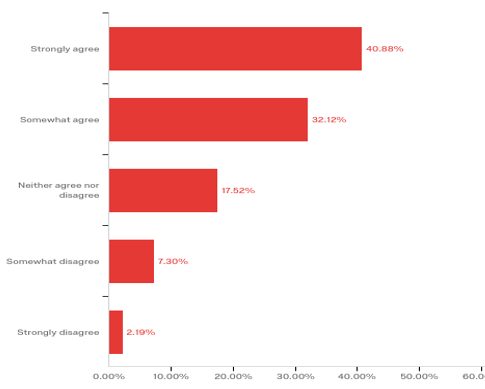 Strongly agree
40.88%
Somewhat agree
32.12%
Neither agree nor
disagree
17.52%
Somewhat disagree
7.30%
Strongly disagree
2.19%
0.00% 10.00% 20.00% 30.00% 40.00% 50.00% 60.0